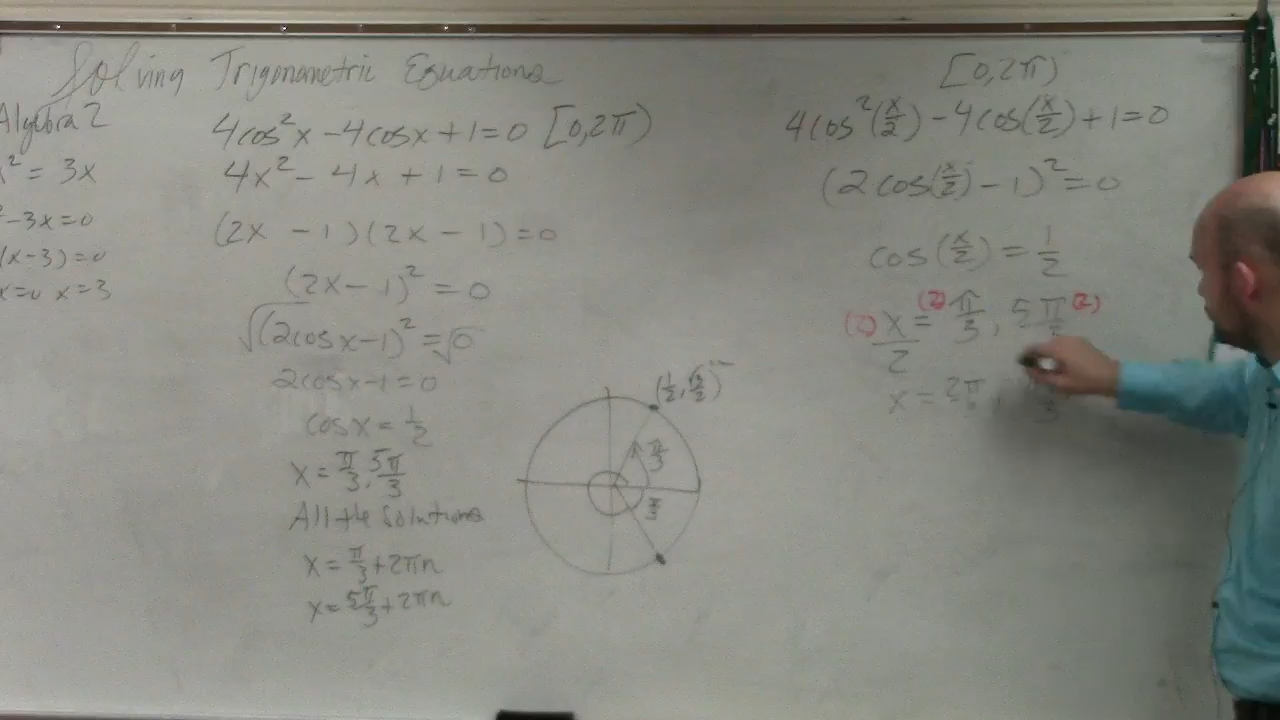 Solving Trigonometric Equations
Algebra 2
x² = 3x
²-3x=0
(x-3)=0
x=0 x=3
4cos²x -4cosx+1=0 [0,2π)
4x²-4x+1=0
(2x -1)(2x-1)=0
(2x-1)²=0
√(2cosx-1)²=√0
2cosx-1=0
cosx=1/2
x=π/3, 5π/3
All the Solutions
x=π/3+2πn
x=5π/3+2πn
(1/2, √3/2)
π/3
π/3
[0,2π)
4cos²(x/2)-4cos(x/2)+1=0
(2cos(x/2)-1)²=0
cos(x/2)=1/2
(2) x/2 = (2) π/3, 5π/3 (2)
x=2π/3,